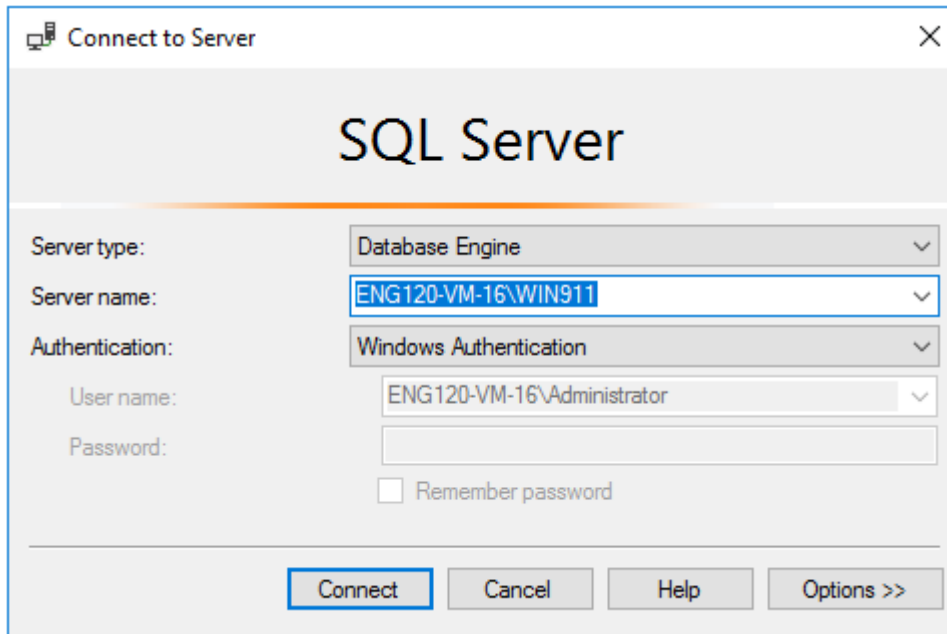 Connect to Server
SQL Server
Server type: Database Engine
Server name: ENG120-VM-16\WIN911
Authentication: Windows Authentication
User name: ENG120-VM-16\Administrator
Password:
Remember password
Connect Cancel Help Options >>